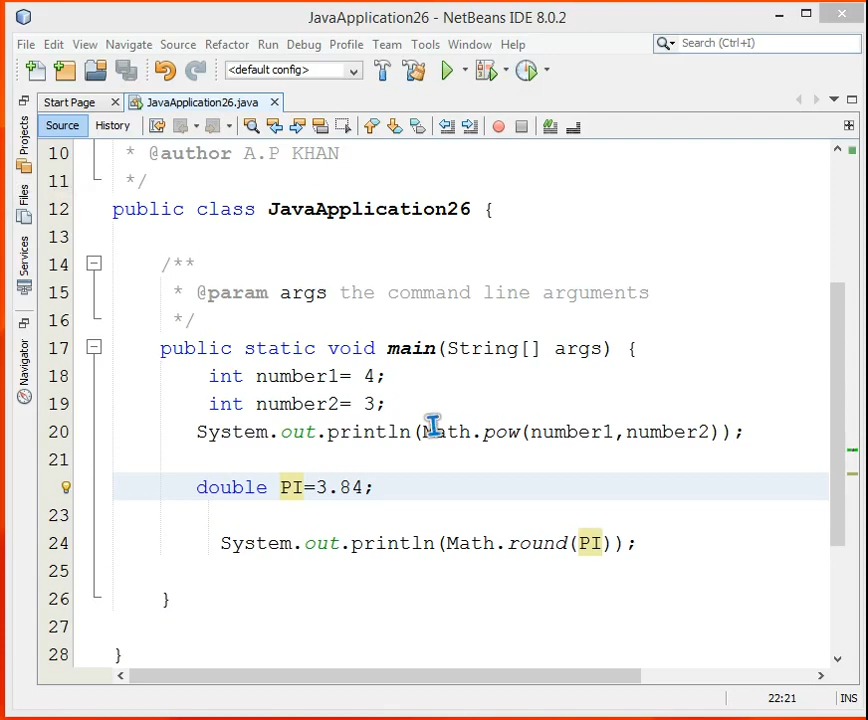 JavaApplication26 - NetBeans IDE 8.0.2
File Edit View Navigate Source Refactor Run Debug Profile Team Tools Window Help
Search (Ctrl+I)
<default config>
Start Page
JavaApplication26.java
Source History
Projects
Files
Services
Navigator
10 * @author A.P KHAN
11 */
12 public class JavaApplication26 {
13
14 /**
15 * @param args the command line arguments
16 */
17 public static void main(String[] args) {
18 int number1= 4;
19 int number2= 3;
20 System.out.println(Math.pow(number1,number2));
21
double PI=3.84;
23
24 System.out.println(Math.round(PI));
25
26 }
27
28 }
22:21 INS